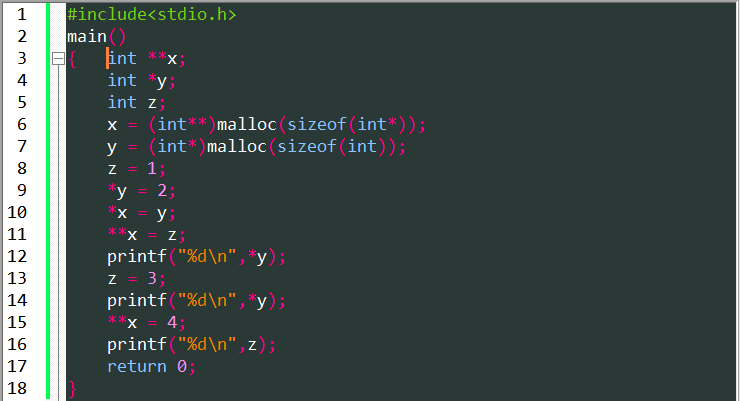 1 #include<stdio.h>
2 main()
3 {   int **x;
4     int *y;
5     int z;
6     x = (int**)malloc(sizeof(int*));
7     y = (int*)malloc(sizeof(int));
8     z = 1;
9     *y = 2;
10     *x = y;
11     **x = z;
12     printf("%d\n",*y);
13     z = 3;
14     printf("%d\n",*y);
15     **x = 4;
16     printf("%d\n",z);
17     return 0;
18 }